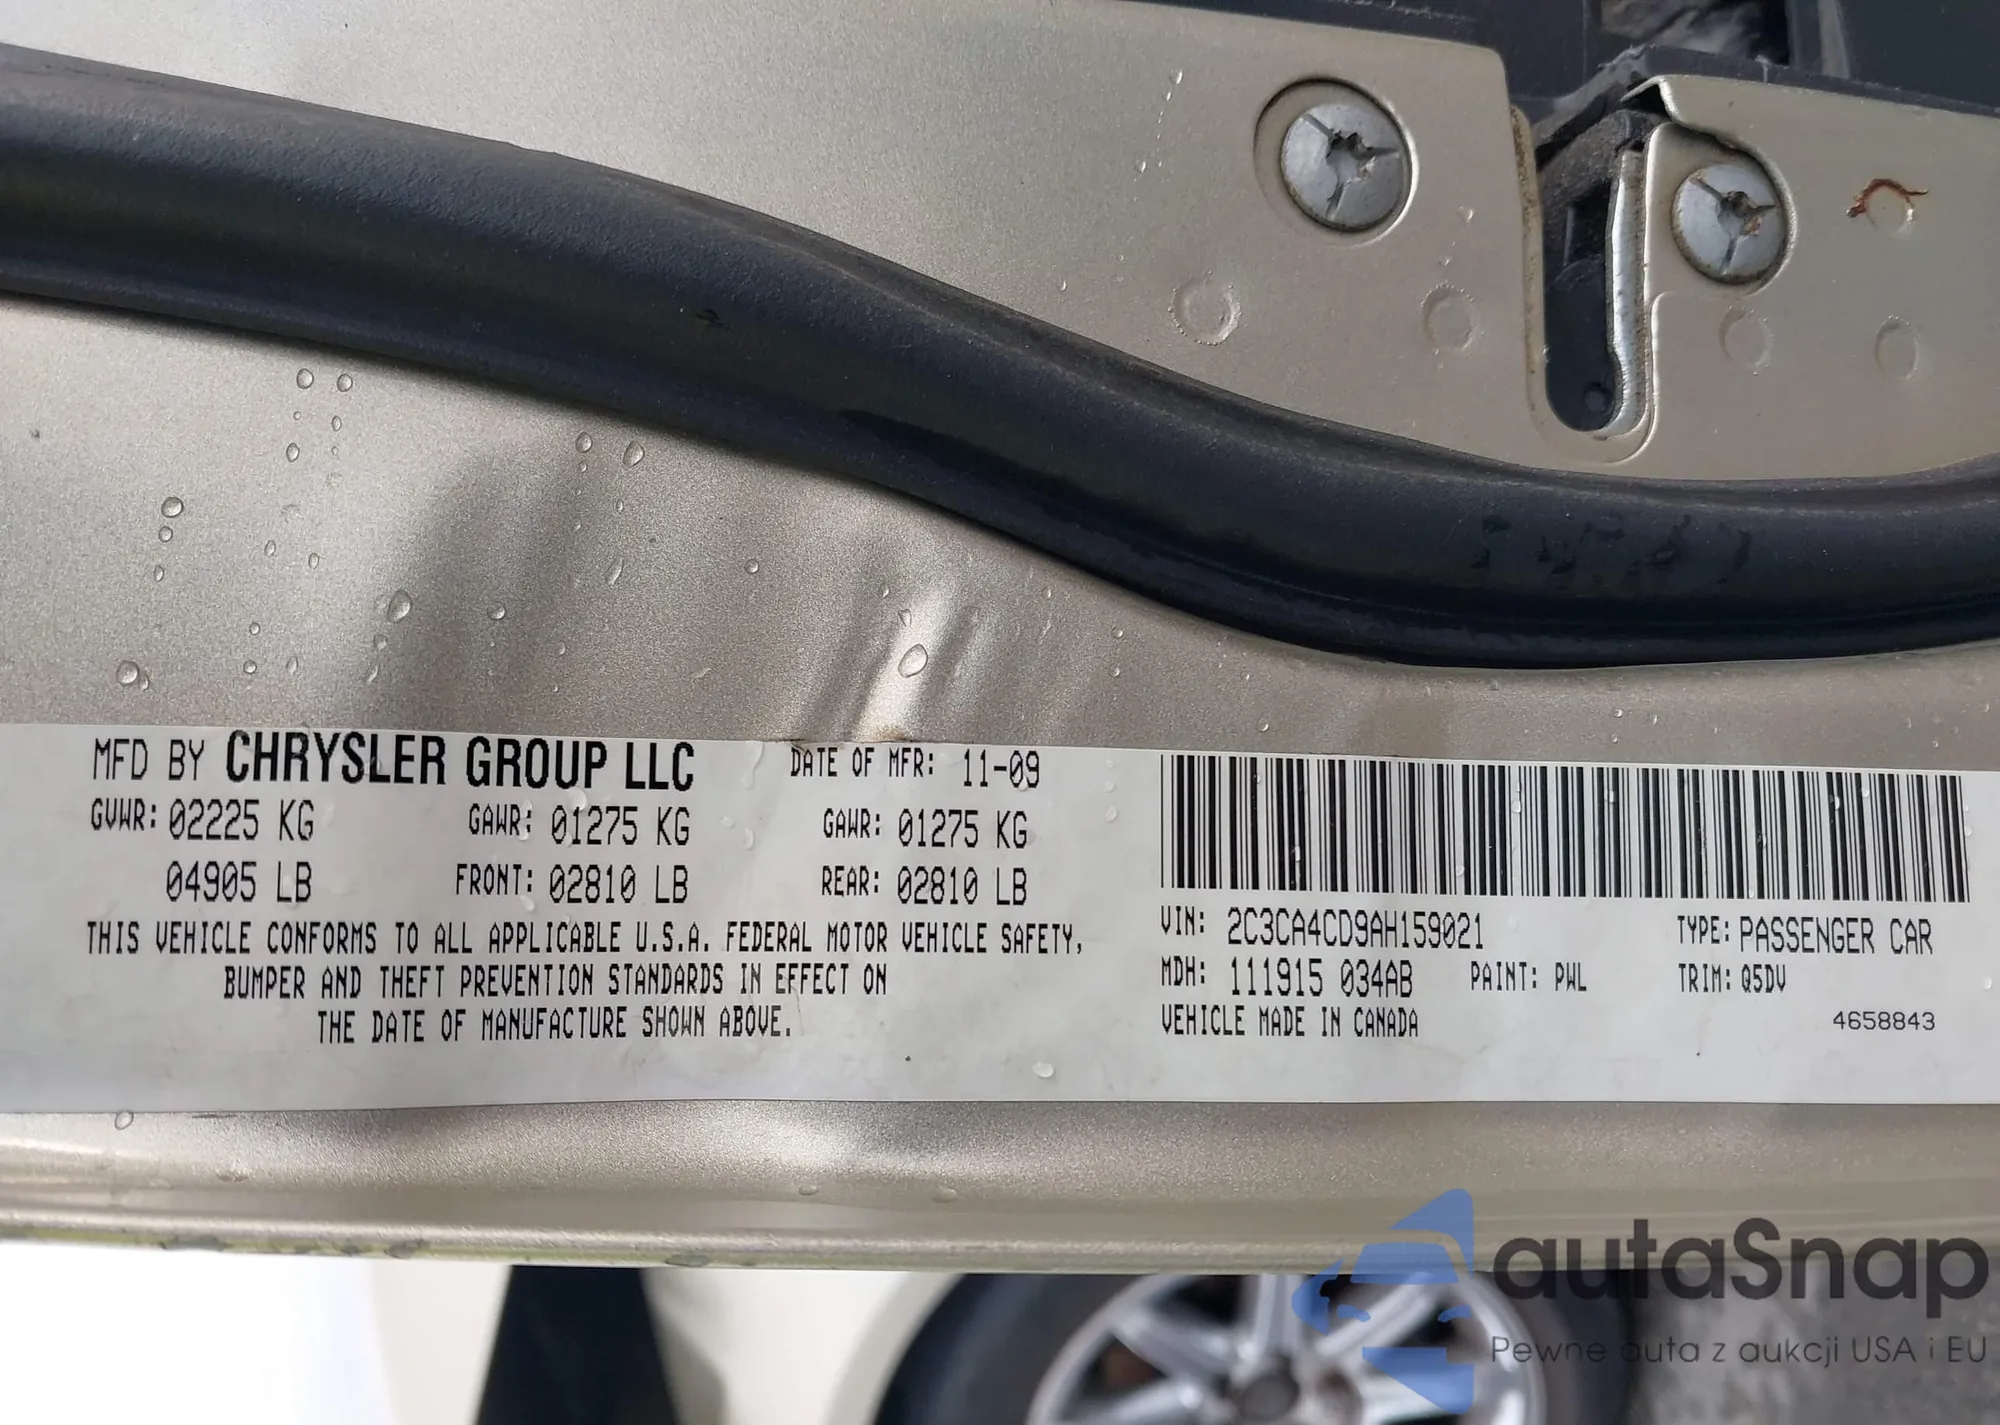 MFD BY CHRYSLER GROUP LLC DATE OF MFR: 11-09
GVWR: 02225 KG GAWR: 01275 KG GAWR: 01275 KG
04905 LB FRONT: 02810 LB REAR: 02810 LB
THIS VEHICLE CONFORMS TO ALL APPLICABLE U.S.A. FEDERAL MOTOR VEHICLE SAFETY,
BUMPER AND THEFT PREVENTION STANDARDS IN EFFECT ON
THE DATE OF MANUFACTURE SHOWN ABOVE.
VIN: 2C3CA4CD9AH159021 TYPE: PASSENGER CAR
MDH: 111915 034AB PAINT: PWL TRIM: Q5DV
VEHICLE MADE IN CANADA 4658843
autaSnap
Pewne auta z aukcji USA i EU